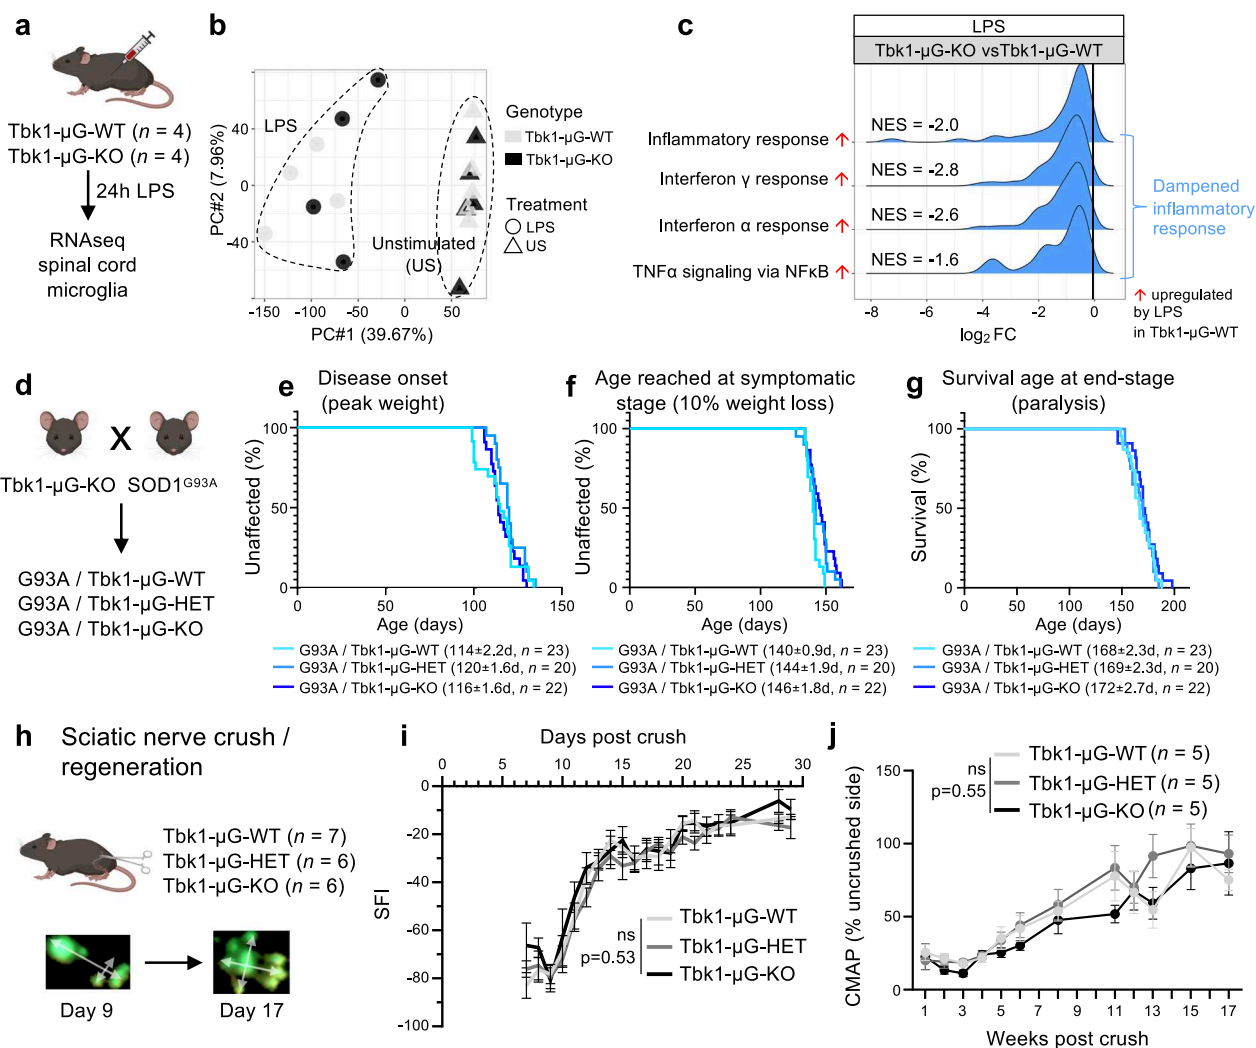 a
Tbk1-µG-WT (n = 4)
Tbk1-µG-KO (n = 4)
24h LPS
RNAseq
spinal cord
microglia
b
PC#2 (7.96%)
40
0
-40
LPS
Unstimulated
(US)
-150
-100
-50
0
50
PC#1 (39.67%)
Genotype
Tbk1-µG-WT
Tbk1-µG-KO
Treatment
LPS
US
c
LPS
Tbk1-µG-KO vsTbk1-µG-WT
Inflammatory response ↑
NES = -2.0
Interferon γ response ↑
NES = -2.8
Interferon α response ↑
NES = -2.6
TNFα signaling via NFκB ↑
NES = -1.6
Dampened
inflammatory
response
-8
-6
-4
-2
0
log2 FC
↑ upregulated
by LPS
in Tbk1-µG-WT
d
X
Tbk1-µG-KO SOD1G93A
G93A / Tbk1-µG-WT
G93A / Tbk1-µG-HET
G93A / Tbk1-µG-KO
e
Disease onset
(peak weight)
Unaffected (%)
100
50
0
0
50
100
150
Age (days)
G93A / Tbk1-µG-WT (114±2.2d, n = 23)
G93A / Tbk1-µG-HET (120±1.6d, n = 20)
G93A / Tbk1-µG-KO (116±1.6d, n = 22)
f
Age reached at symptomatic
stage (10% weight loss)
Unaffected (%)
100
50
0
0
50
100
150
Age (days)
G93A / Tbk1-µG-WT (140±0.9d, n = 23)
G93A / Tbk1-µG-HET (144±1.9d, n = 20)
G93A / Tbk1-µG-KO (146±1.8d, n = 22)
g
Survival age at end-stage
(paralysis)
Survival (%)
100
50
0
0
50
100
150
200
Age (days)
G93A / Tbk1-µG-WT (168±2.3d, n = 23)
G93A / Tbk1-µG-HET (169±2.3d, n = 20)
G93A / Tbk1-µG-KO (172±2.7d, n = 22)
h
Sciatic nerve crush /
regeneration
Tbk1-µG-WT (n = 7)
Tbk1-µG-HET (n = 6)
Tbk1-µG-KO (n = 6)
Day 9
Day 17
i
Days post crush
0
5
10
15
20
25
30
SFI
0
-20
-40
-60
-80
-100
ns
p=0.53
Tbk1-µG-WT
Tbk1-µG-HET
Tbk1-µG-KO
j
ns
p=0.55
Tbk1-µG-WT (n = 5)
Tbk1-µG-HET (n = 5)
Tbk1-µG-KO (n = 5)
CMAP (% uncrushed side)
150
100
50
0
1
3
5
7
9
11
13
15
17
Weeks post crush